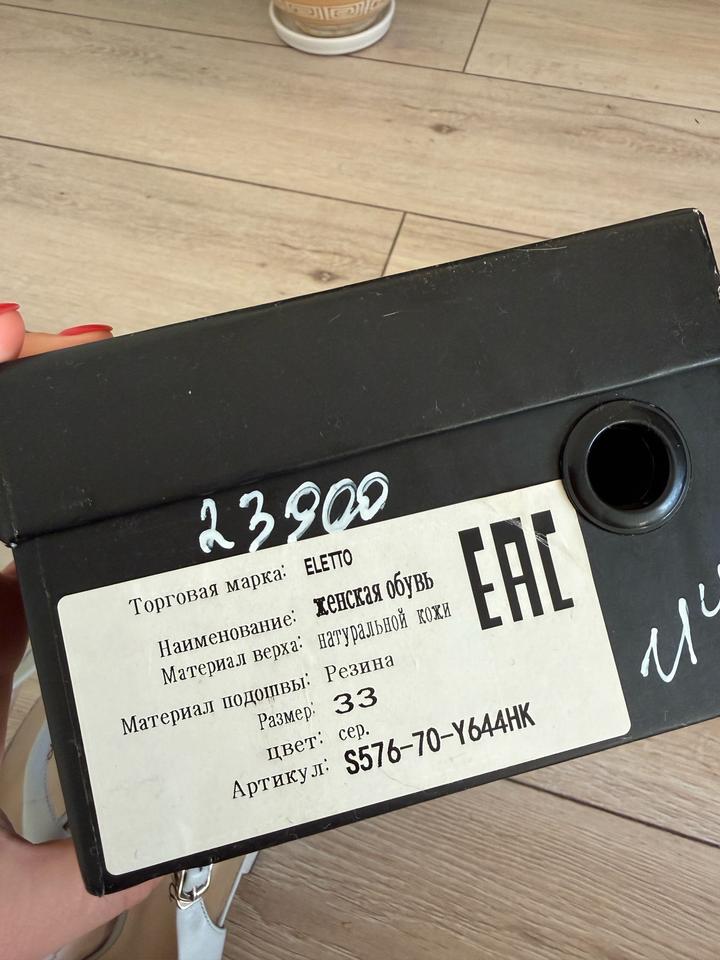 23900
Торговая марка: ELETTO
EAC
Наименование: женская обувь
Материал верха: натуральной кожи
Материал подошвы: Резина
Размер: 33
цвет: сер.
Артикул: S576-70-Y644HK